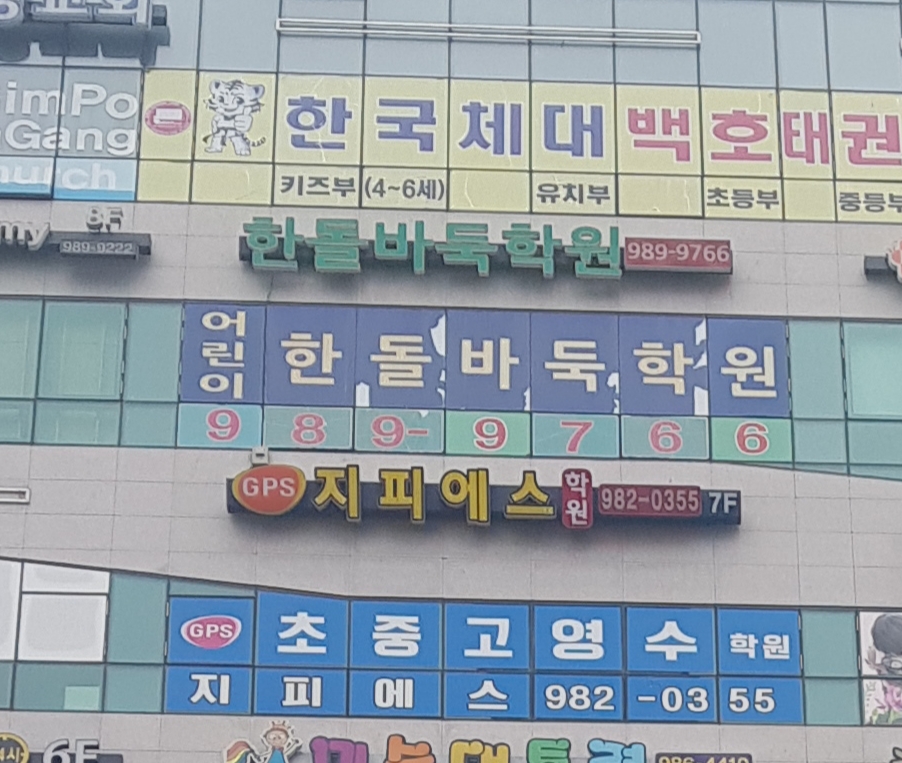 imPo
Gang
hurch
한국체대 백호태권
키즈부 (4~6세) 유치부 초등부 중등부
my 8F
989-9222
한돌바둑학원 989-9766
어린이 한돌바둑학원
989-9766
GPS 지피에스 학원 982-0355 7F
GPS 초중고영수학원
지피에스 982-0355
6F